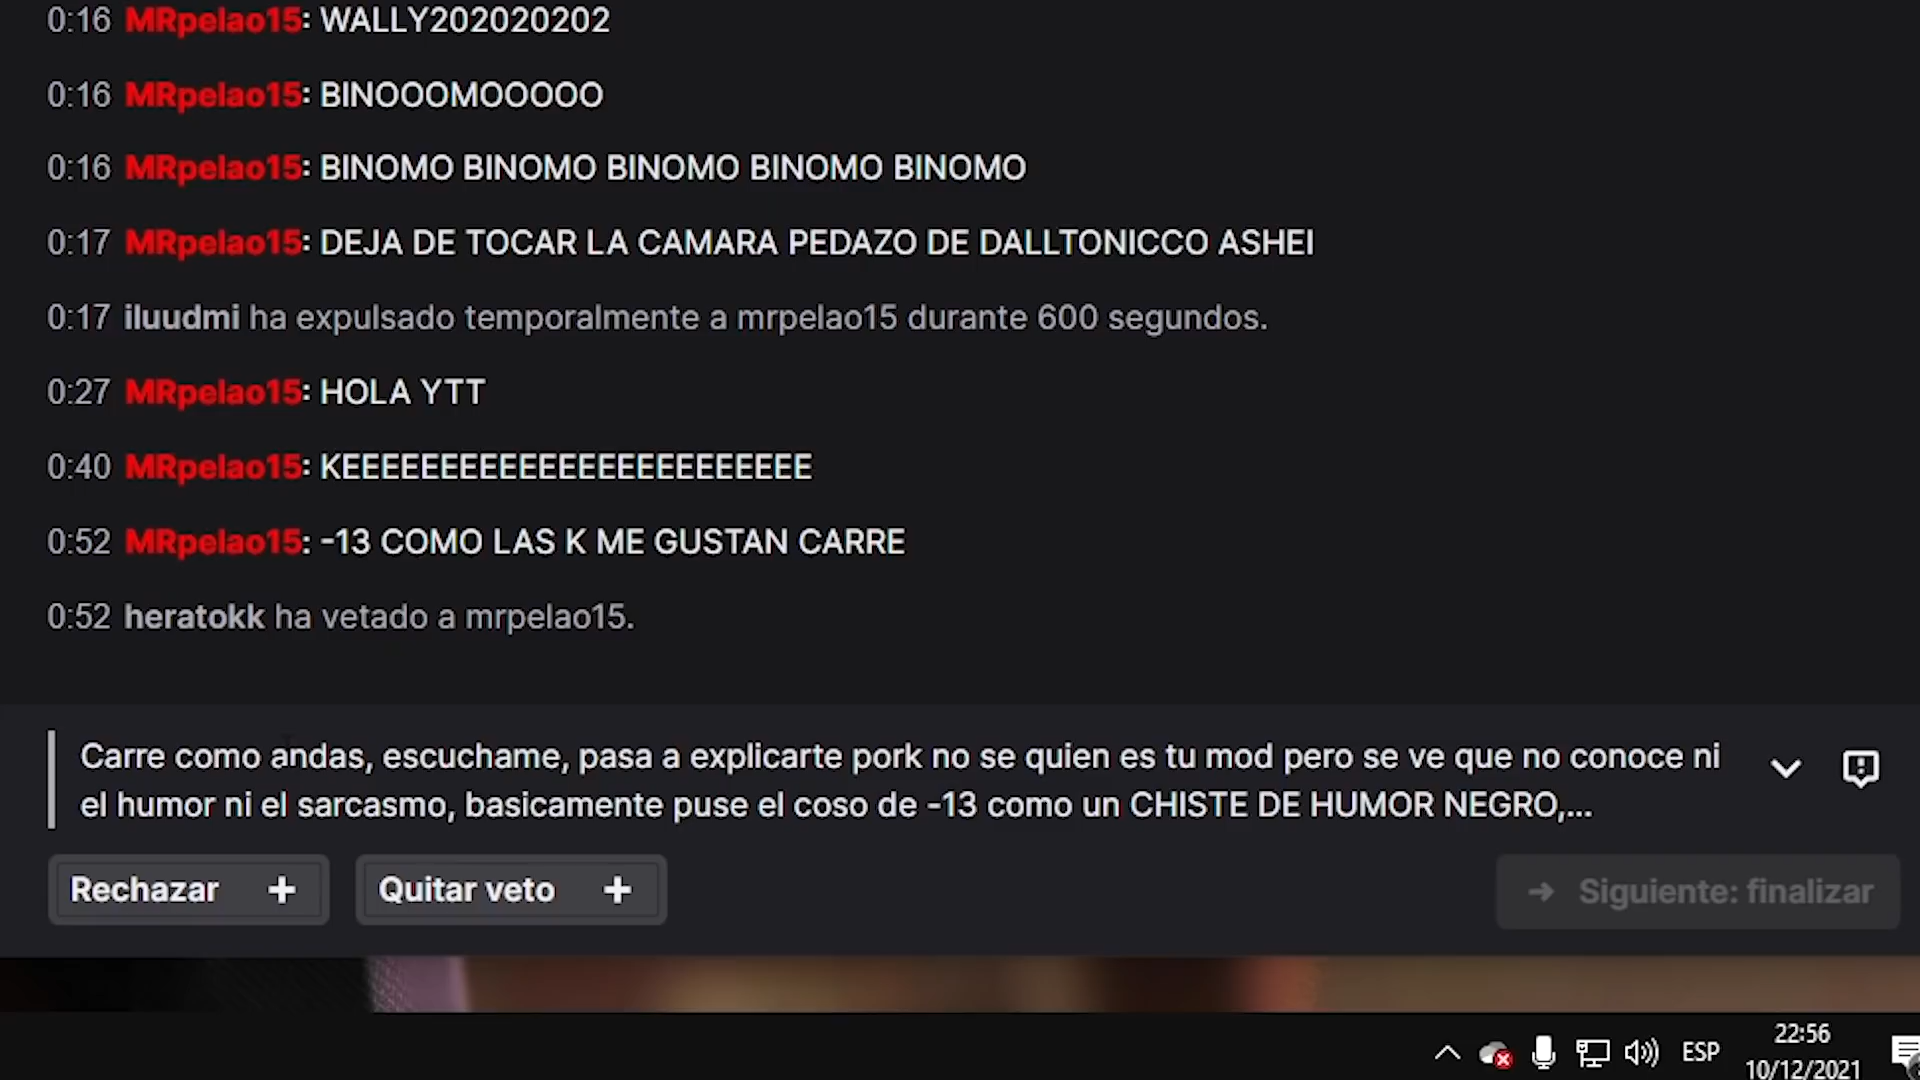 0:16 MRpelao15: WALLY202020202
0:16 MRpelao15: BINOOOMOOOOO
0:16 MRpelao15: BINOMO BINOMO BINOMO BINOMO BINOMO
0:17 MRpelao15: DEJA DE TOCAR LA CAMARA PEDAZO DE DALLTONICCO ASHEI
0:17 iluudmi ha expulsado temporalmente a mrpelao15 durante 600 segundos.
0:27 MRpelao15: HOLA YTT
0:40 MRpelao15: KEEEEEEEEEEEEEEEEEEEEEEEE
0:52 MRpelao15: -13 COMO LAS K ME GUSTAN CARRE
0:52 heratokk ha vetado a mrpelao15.
Carre como andas, escuchame, pasa a explicarte pork no se quien es tu mod pero se ve que no conoce ni
el humor ni el sarcasmo, basicamente puse el coso de -13 como un CHISTE DE HUMOR NEGRO,...
Rechazar + Quitar veto + → Siguiente: finalizar
ESP 22:56
10/12/2021